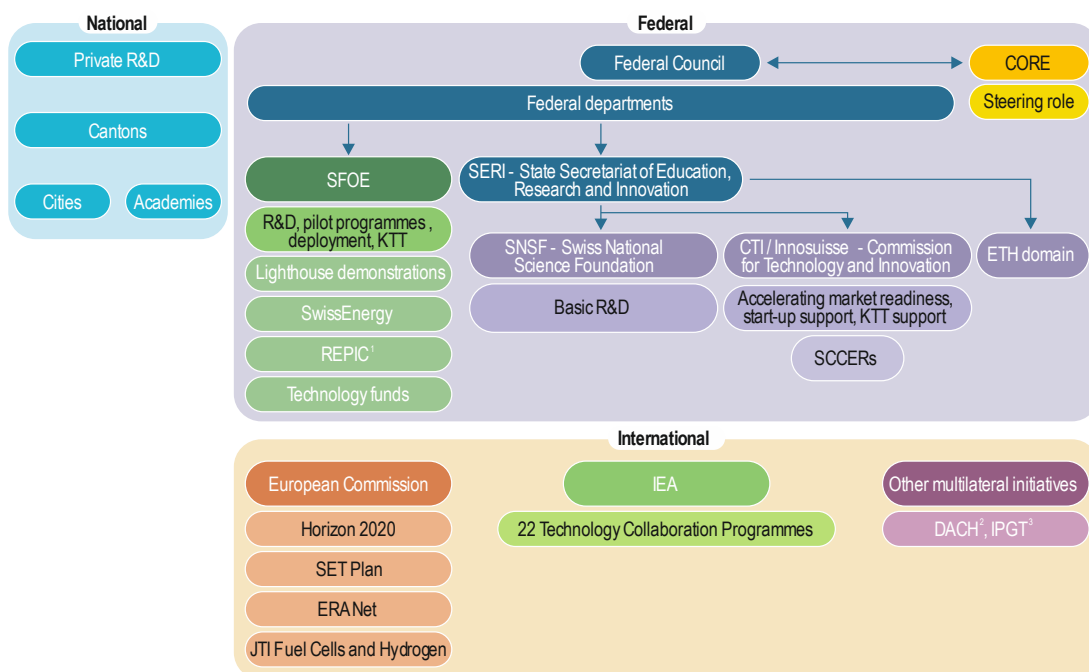 National
Private R&D
Cantons
Cities
Academies
Federal
Federal Council
CORE
Federal departments
Steering role
SFOE
SERI - State Secretariat of Education,
Research and Innovation
R&D, pilot programmes ,
deployment, KTT
SNSF - Swiss National
Science Foundation
CTI / Innosuisse - Commission
for Technology and Innovation
ETH domain
Lighthouse demonstrations
Basic R&D
Accelerating market readiness,
start-up support, KTT support
SwissEnergy
SCCERs
REPIC¹
Technology funds
International
European Commission
IEA
Other multilateral initiatives
Horizon 2020
22 Technology Collaboration Programmes
DACH², IPGT³
SET Plan
ERA Net
JTI Fuel Cells and Hydrogen